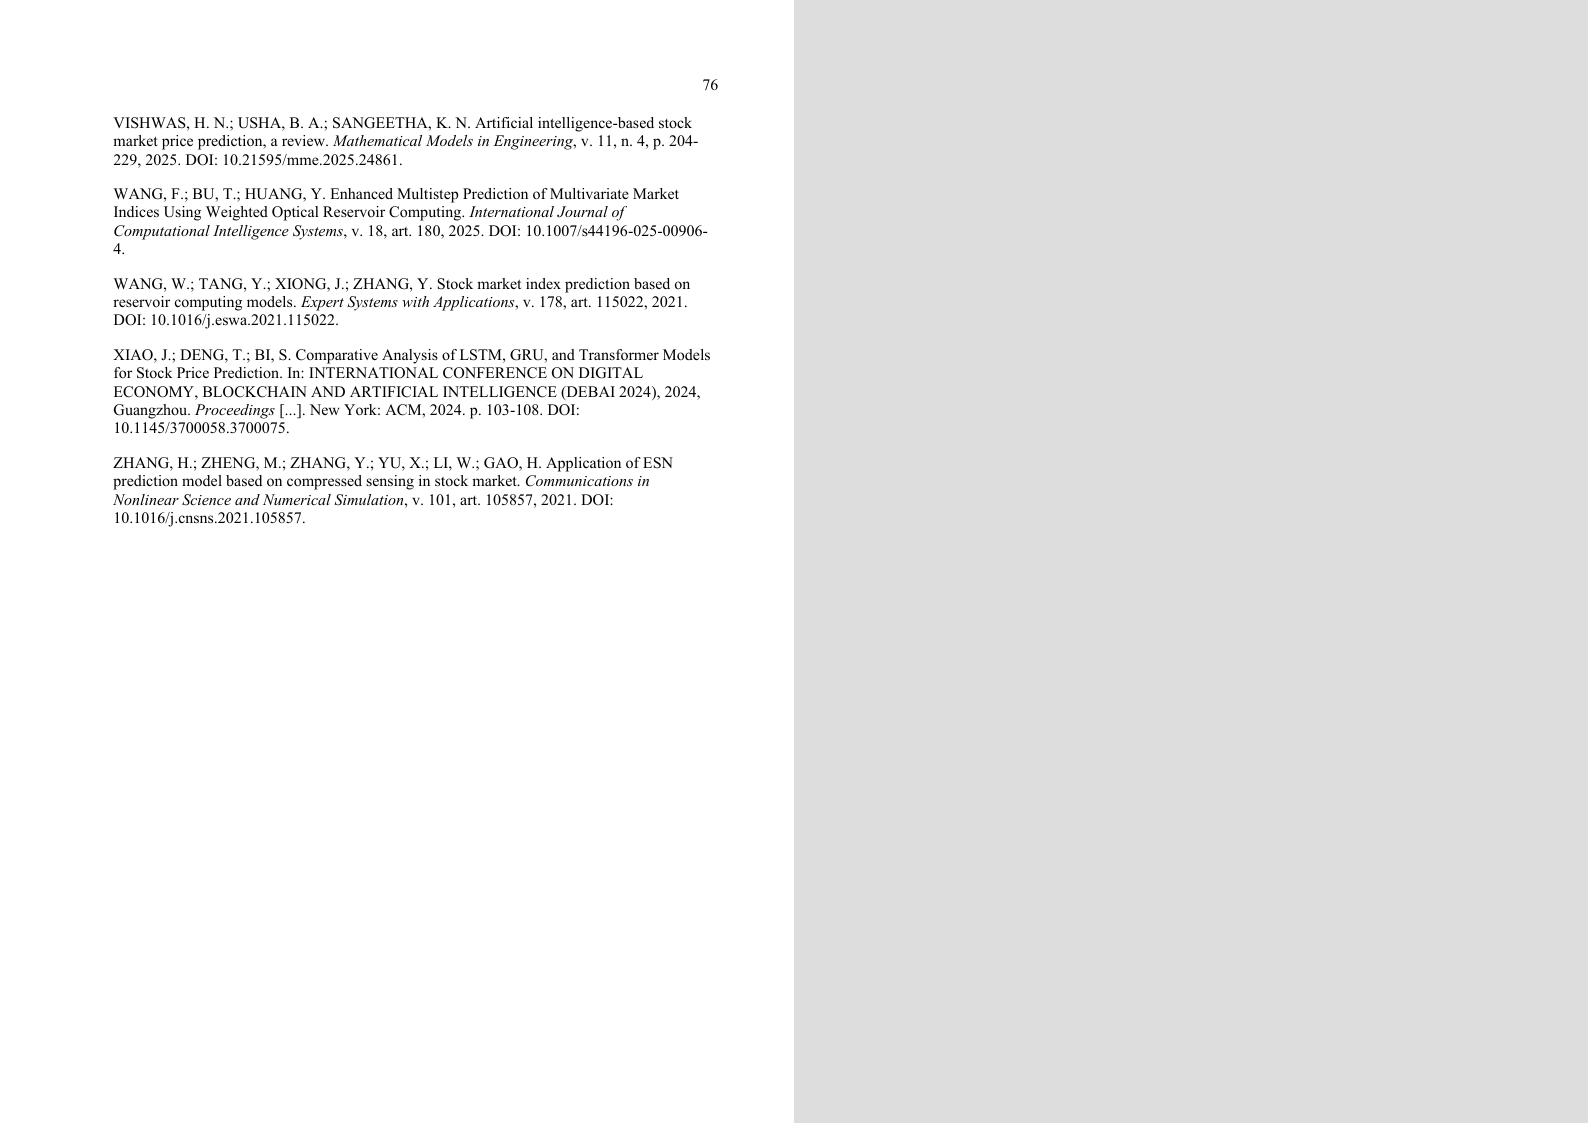 76
VISHWAS, H. N.; USHA, B. A.; SANGEETHA, K. N. Artificial intelligence-based stock
market price prediction, a review. Mathematical Models in Engineering, v. 11, n. 4, p. 204-
229, 2025. DOI: 10.21595/mme.2025.24861.
WANG, F.; BU, T.; HUANG, Y. Enhanced Multistep Prediction of Multivariate Market
Indices Using Weighted Optical Reservoir Computing. International Journal of
Computational Intelligence Systems, v. 18, art. 180, 2025. DOI: 10.1007/s44196-025-00906-
4.
WANG, W.; TANG, Y.; XIONG, J.; ZHANG, Y. Stock market index prediction based on
reservoir computing models. Expert Systems with Applications, v. 178, art. 115022, 2021.
DOI: 10.1016/j.eswa.2021.115022.
XIAO, J.; DENG, T.; BI, S. Comparative Analysis of LSTM, GRU, and Transformer Models
for Stock Price Prediction. In: INTERNATIONAL CONFERENCE ON DIGITAL
ECONOMY, BLOCKCHAIN AND ARTIFICIAL INTELLIGENCE (DEBAI 2024), 2024,
Guangzhou. Proceedings [...]. New York: ACM, 2024. p. 103-108. DOI:
10.1145/3700058.3700075.
ZHANG, H.; ZHENG, M.; ZHANG, Y.; YU, X.; LI, W.; GAO, H. Application of ESN
prediction model based on compressed sensing in stock market. Communications in
Nonlinear Science and Numerical Simulation, v. 101, art. 105857, 2021. DOI:
10.1016/j.cnsns.2021.105857.